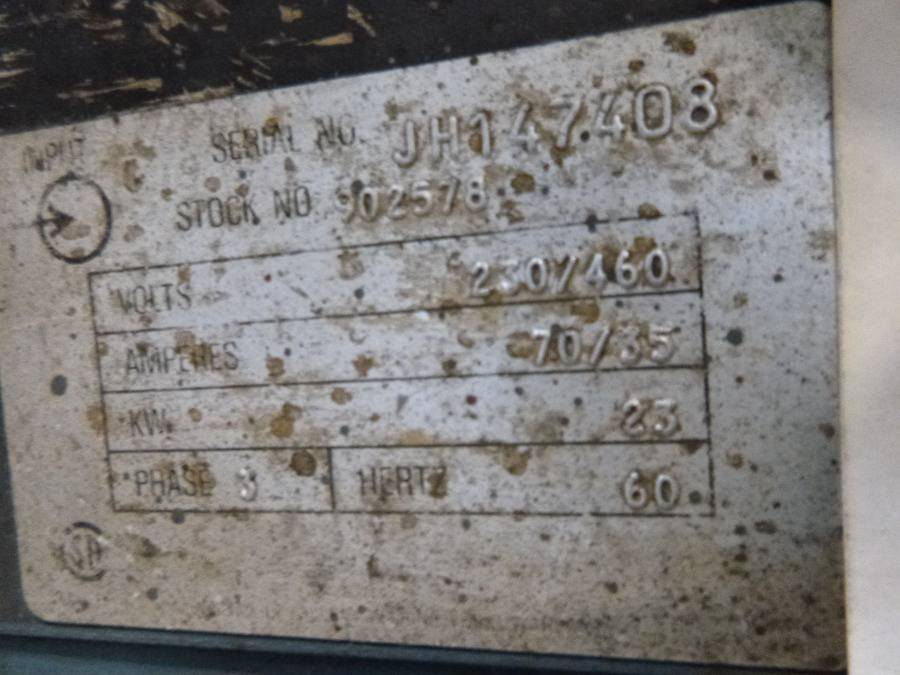 INPUT
SERIAL NO. JH147408
STOCK NO 902578
VOLTS 230/460
AMPERES 70/35
KW 23
PHASE 3 HERTZ 60